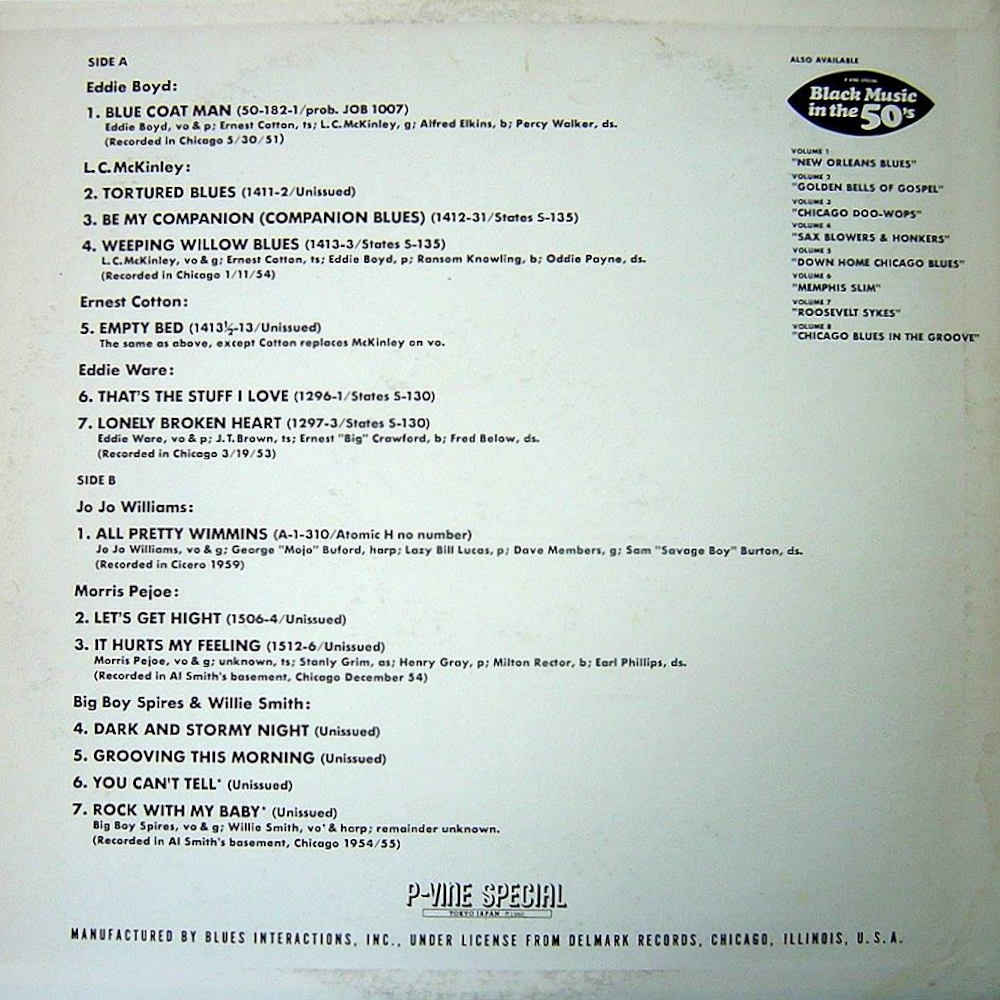 SIDE A
Eddie Boyd:
1. BLUE COAT MAN (50-182-1/prob. JOB 1007)
Eddie Boyd, vo & p; Ernest Cotton, ts; L.C.McKinley, g; Alfred Elkins, b; Percy Walker, ds.
(Recorded in Chicago 5/30/51)
L.C.McKinley:
2. TORTURED BLUES (1411-2/Unissued)
3. BE MY COMPANION (COMPANION BLUES) (1412-31/States S-135)
4. WEEPING WILLOW BLUES (1413-3/States S-135)
L.C.McKinley, vo & g; Ernest Cotton, ts; Eddie Boyd, p; Ransom Knowling, b; Oddie Payne, ds.
(Recorded in Chicago 1/11/54)
Ernest Cotton:
5. EMPTY BED (1413½-13/Unissued)
The same as above, except Cotton replaces McKinley on vo.
Eddie Ware:
6. THAT'S THE STUFF I LOVE (1296-1/States S-130)
7. LONELY BROKEN HEART (1297-3/States S-130)
Eddie Ware, vo & p; J.T.Brown, ts; Ernest "Big" Crawford, b; Fred Below, ds.
(Recorded in Chicago 3/19/53)
SIDE B
Jo Jo Williams:
1. ALL PRETTY WIMMINS (A-1-310/Atomic H no number)
Jo Jo Williams, vo & g; George "Mojo" Buford, harp; Lazy Bill Lucas, p; Dave Members, g; Sam "Savage Boy" Burton, ds.
(Recorded in Cicero 1959)
Morris Pejoe:
2. LET'S GET HIGHT (1506-4/Unissued)
3. IT HURTS MY FEELING (1512-6/Unissued)
Morris Pejoe, vo & g; unknown, ts; Stanly Grim, as; Henry Gray, p; Milton Rector, b; Earl Phillips, ds.
(Recorded in Al Smith's basement, Chicago December 54)
Big Boy Spires & Willie Smith:
4. DARK AND STORMY NIGHT (Unissued)
5. GROOVING THIS MORNING (Unissued)
6. YOU CAN'T TELL* (Unissued)
7. ROCK WITH MY BABY* (Unissued)
Big Boy Spires, vo & g; Willie Smith, vo* & harp; remainder unknown.
(Recorded in Al Smith's basement, Chicago 1954/55)
ALSO AVAILABLE
P-VINE SPECIAL
Black Music
in the 50's
VOLUME 1
"NEW ORLEANS BLUES"
VOLUME 2
"GOLDEN BELLS OF GOSPEL"
VOLUME 3
"CHICAGO DOO-WOPS"
VOLUME 4
"SAX BLOWERS & HONKERS"
VOLUME 5
"DOWN HOME CHICAGO BLUES"
VOLUME 6
"MEMPHIS SLIM"
VOLUME 7
"ROOSEVELT SYKES"
VOLUME 8
"CHICAGO BLUES IN THE GROOVE"
P-VINE SPECIAL
TOKYO JAPAN
MANUFACTURED BY BLUES INTERACTIONS, INC., UNDER LICENSE FROM DELMARK RECORDS, CHICAGO, ILLINOIS, U.S.A.